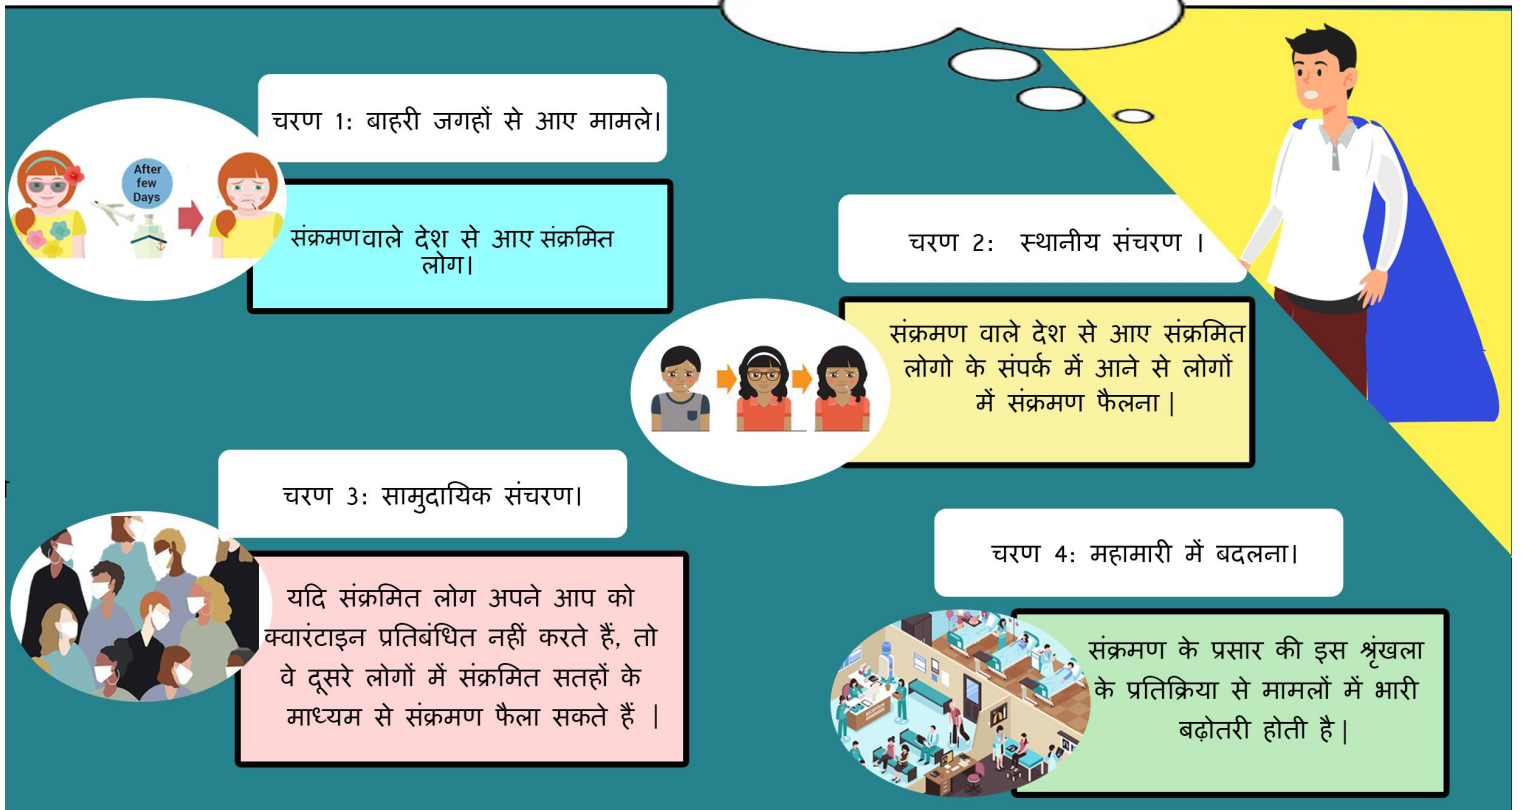 चरण 1: बाहरी जगहों से आए मामले।
After
few
Days
संक्रमण वाले देश से आए संक्रमित
लोग।
चरण 2: स्थानीय संचरण ।
संक्रमण वाले देश से आए संक्रमित
लोगो के संपर्क में आने से लोगों
में संक्रमण फैलना |
चरण 3: सामुदायिक संचरण।
यदि संक्रमित लोग अपने आप को
क्वारंटाइन प्रतिबंधित नहीं करते हैं, तो
वे दूसरे लोगों में संक्रमित सतहों के
माध्यम से संक्रमण फैला सकते हैं |
चरण 4: महामारी में बदलना।
संक्रमण के प्रसार की इस श्रृंखला
के प्रतिक्रिया से मामलों में भारी
बढ़ोतरी होती है |